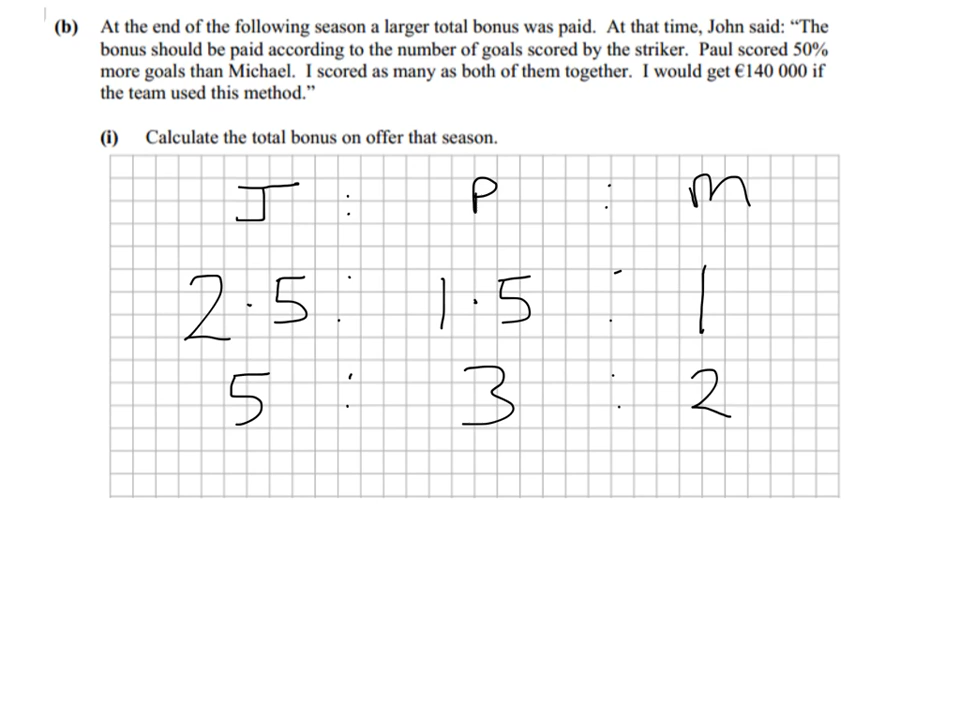 (b) At the end of the following season a larger total bonus was paid. At that time, John said: “The
bonus should be paid according to the number of goals scored by the striker. Paul scored 50%
more goals than Michael. I scored as many as both of them together. I would get €140 000 if
the team used this method.”
(i) Calculate the total bonus on offer that season.
J : P : M
2.5 : 1.5 : 1
5 : 3 : 2